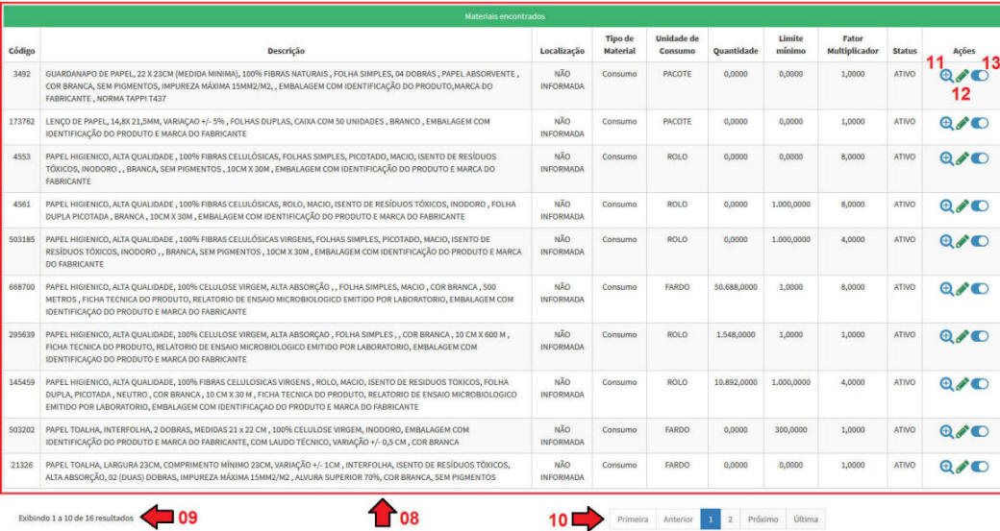 Materiais encontrados
Código Descrição Localização Tipo de Material Unidade de Consumo Quantidade Limite mínimo Fator Multiplicador Status Ações
11 13
12
3492 GUARDANAPO DE PAPEL, 22 X 23CM (MEDIDA MINIMA), 100% FIBRAS NATURAIS , FOLHA SIMPLES, 04 DOBRAS , PAPEL ABSORVENTE , NÃO INFORMADA Consumo PACOTE 0,0000 0,0000 1,0000 ATIVO
COR BRANCA, SEM PIGMENTOS, IMPUREZA MÁXIMA 15MM2/M2, , EMBALAGEM COM IDENTIFICAÇÃO DO PRODUTO,MARCA DO
FABRICANTE , NORMA TAPPI T437
173762 LENÇO DE PAPEL, 14,8X 21,5MM, VARIAÇAO +/- 5% , FOLHAS DUPLAS, CAIXA COM 50 UNIDADES , BRANCO , EMBALAGEM COM NÃO INFORMADA Consumo PACOTE 0,0000 0,0000 1,0000 ATIVO
IDENTIFICAÇÃO DO PRODUTO E MARCA DO FABRICANTE
4553 PAPEL HIGIENICO, ALTA QUALIDADE , 100% FIBRAS CELULÓSICAS, FOLHAS SIMPLES, PICOTADO, MACIO, ISENTO DE RESÍDUOS NÃO INFORMADA Consumo ROLO 0,0000 0,0000 8,0000 ATIVO
TÓXICOS, INODORO , , BRANCA, SEM PIGMENTOS , 10CM X 30M , EMBALAGEM COM IDENTIFICAÇÃO DO PRODUTO E MARCA DO
FABRICANTE
4561 PAPEL HIGIENICO, ALTA QUALIDADE , 100% FIBRAS CELULÓSICAS, ROLO, MACIO, ISENTO DE RESÍDUOS TÓXICOS, INODORO , FOLHA NÃO INFORMADA Consumo ROLO 0,0000 1.000,0000 8,0000 ATIVO
DUPLA PICOTADA , BRANCA , 10CM X 30M , EMBALAGEM COM IDENTIFICAÇÃO DO PRODUTO E MARCA DO FABRICANTE
503185 PAPEL HIGIENICO, ALTA QUALIDADE , 100% FIBRAS CELULÓSICAS VIRGENS, FOLHAS SIMPLES, PICOTADO, MACIO, ISENTO DE NÃO INFORMADA Consumo ROLO 0,0000 1.000,0000 4,0000 ATIVO
RESÍDUOS TÓXICOS, INODORO , , BRANCA, SEM PIGMENTOS , 10CM X 30M , EMBALAGEM COM IDENTIFICAÇÃO DO PRODUTO E MARCA
DO FABRICANTE
668700 PAPEL HIGIENICO, ALTA QUALIDADE, 100% CELULOSE VIRGEM, ALTA ABSORÇÃO , , FOLHA SIMPLES, MACIO , COR BRANCA , 500 NÃO INFORMADA Consumo FARDO 50.688,0000 1,0000 8,0000 ATIVO
METROS , FICHA TECNICA DO PRODUTO, RELATORIO DE ENSAIO MICROBIOLOGICO EMITIDO POR LABORATORIO, EMBALAGEM COM
IDENTIFICAÇAO DO PRODUTO E MARCA DO FABRICANTE
295639 PAPEL HIGIENICO, ALTA QUALIDADE, 100% CELULOSE VIRGEM, ALTA ABSORÇAO , FOLHA SIMPLES , , COR BRANCA , 10 CM X 600 M , NÃO INFORMADA Consumo ROLO 1.548,0000 1,0000 1,0000 ATIVO
FICHA TECNICA DO PRODUTO, RELATORIO DE ENSAIO MICROBIOLOGICO EMITIDO POR LABORATORIO, EMBALAGEM COM
IDENTIFICAÇAO DO PRODUTO E MARCA DO FABRICANTE
145459 PAPEL HIGIENICO, ALTA QUALIDADE, 100% FIBRAS CELULOSICAS VIRGENS , ROLO, MACIO, ISENTO DE RESIDUOS TOXICOS, FOLHA NÃO INFORMADA Consumo ROLO 10.892,0000 1.000,0000 4,0000 ATIVO
DUPLA, PICOTADA , NEUTRO , COR BRANCA , 10 CM X 30 M , FICHA TECNICA DO PRODUTO, RELATORIO DE ENSAIO MICROBIOLOGICO
EMITIDO POR LABORATORIO, EMBALAGEM COM IDENTIFICAÇAO DO PRODUTO E MARCA DO FABRICANTE
503202 PAPEL TOALHA, INTERFOLHA, 2 DOBRAS, MEDIDAS 21 x 22 CM , 100% CELULOSE VIRGEM, INODORO, EMBALAGEM COM NÃO INFORMADA Consumo FARDO 0,0000 300,0000 1,0000 ATIVO
IDENTIFICAÇÃO DO PRODUTO E MARCA DO FABRICANTE, COM LAUDO TÉCNICO, VARIAÇÃO +/- 0,5 CM , COR BRANCA
21326 PAPEL TOALHA, LARGURA 23CM, COMPRIMENTO MÍNIMO 23CM, VARIAÇÃO +/- 1CM , INTERFOLHA, ISENTO DE RESÍDUOS TÓXICOS, NÃO INFORMADA Consumo FARDO 0,0000 0,0000 1,0000 ATIVO
ALTA ABSORÇÃO, 02 (DUAS) DOBRAS, IMPUREZA MÁXIMA 15MM2/M2 , ALVURA SUPERIOR 70%, COR BRANCA, SEM PIGMENTOS
Exibindo 1 a 10 de 16 resultados 09 08 10 Primeira Anterior 1 2 Próximo Última